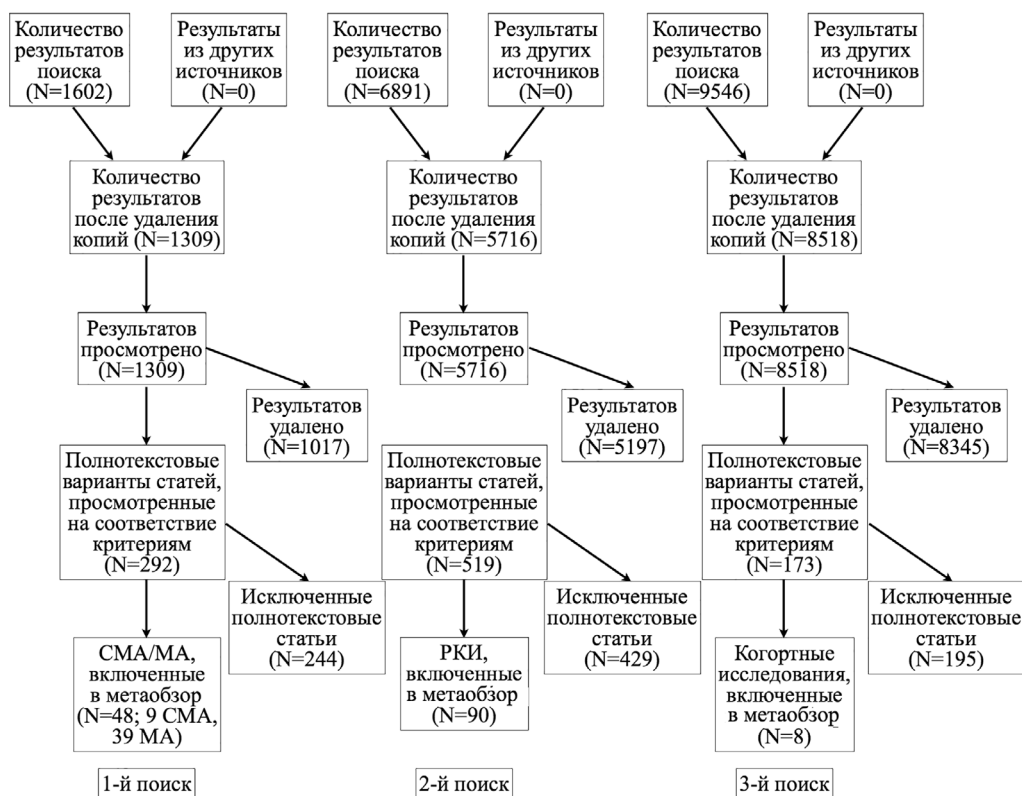 Количество
результатов
поиска
(N=1602)
Результаты
из других
источников
(N=0)
Количество
результатов
после удаления
копий (N=1309)
Результатов
просмотрено
(N=1309)
Результатов
удалено
(N=1017)
Полнотекстовые
варианты статей,
просмотренные
на соответствие
критериям
(N=292)
Исключенные
полнотекстовые
статьи
(N=244)
СМА/МА,
включенные
в метаобзор
(N=48; 9 СМА,
39 МА)
1-й поиск
Количество
результатов
поиска
(N=6891)
Результаты
из других
источников
(N=0)
Количество
результатов
после удаления
копий (N=5716)
Результатов
просмотрено
(N=5716)
Результатов
удалено
(N=5197)
Полнотекстовые
варианты статей,
просмотренные
на соответствие
критериям
(N=519)
Исключенные
полнотекстовые
статьи
(N=429)
РКИ,
включенные
в метаобзор
(N=90)
2-й поиск
Количество
результатов
поиска
(N=9546)
Результаты
из других
источников
(N=0)
Количество
результатов
после удаления
копий (N=8518)
Результатов
просмотрено
(N=8518)
Результатов
удалено
(N=8345)
Полнотекстовые
варианты статей,
просмотренные
на соответствие
критериям
(N=173)
Исключенные
полнотекстовые
статьи
(N=195)
Когортные
исследования,
включенные
в метаобзор
(N=8)
3-й поиск